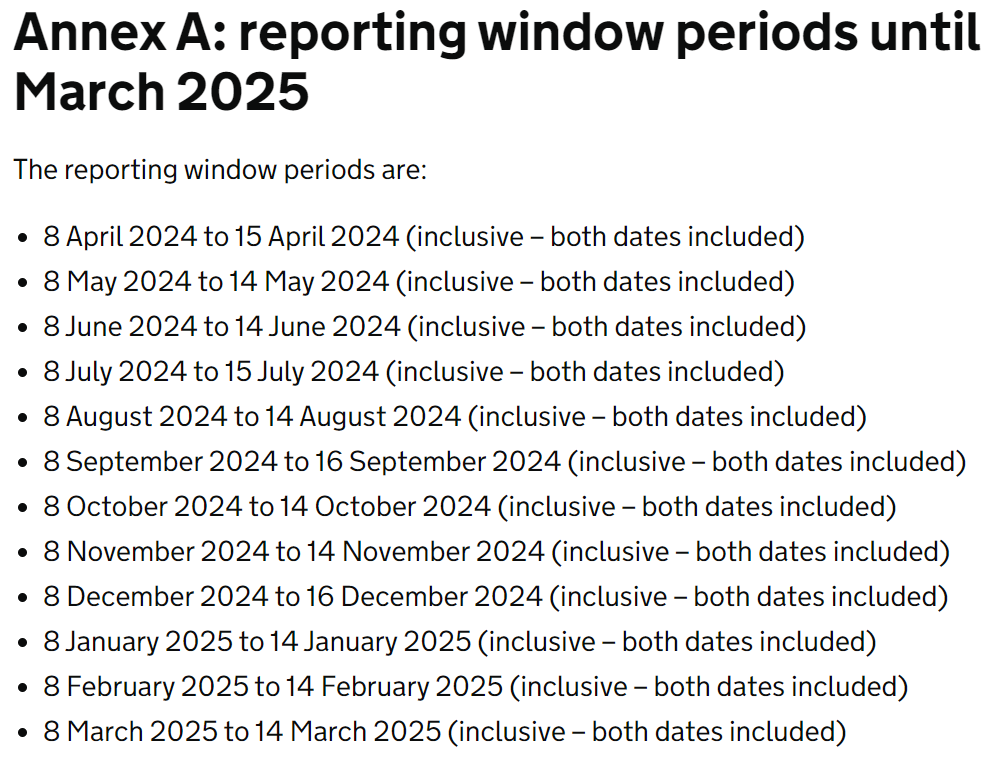 Annex A: reporting window periods until
March 2025
The reporting window periods are:
• 8 April 2024 to 15 April 2024 (inclusive – both dates included)
• 8 May 2024 to 14 May 2024 (inclusive – both dates included)
• 8 June 2024 to 14 June 2024 (inclusive – both dates included)
• 8 July 2024 to 15 July 2024 (inclusive – both dates included)
• 8 August 2024 to 14 August 2024 (inclusive – both dates included)
• 8 September 2024 to 16 September 2024 (inclusive – both dates included)
• 8 October 2024 to 14 October 2024 (inclusive – both dates included)
• 8 November 2024 to 14 November 2024 (inclusive – both dates included)
• 8 December 2024 to 16 December 2024 (inclusive – both dates included)
• 8 January 2025 to 14 January 2025 (inclusive – both dates included)
• 8 February 2025 to 14 February 2025 (inclusive – both dates included)
• 8 March 2025 to 14 March 2025 (inclusive – both dates included)